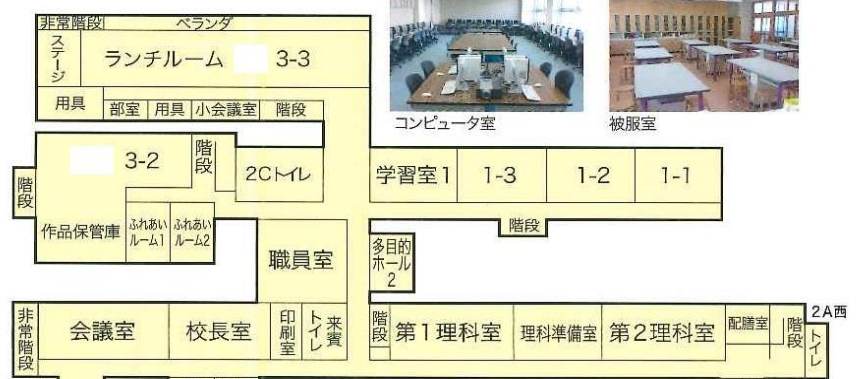 非常階段
ベランダ
ステージ
ランチルーム
3-3
用具
部室
用具
小会議室
階段
コンピュータ室
被服室
3-2
階段
2Cトイレ
階段
作品保管庫
ふれあい
ルーム1
ふれあい
ルーム2
学習室1
1-3
1-2
1-1
階段
職員室
多目的
ホール
2
非常階段
会議室
校長室
印刷室
来賓
トイレ
階段
第1理科室
理科準備室
第2理科室
配膳室
階段
2A西
トイレ